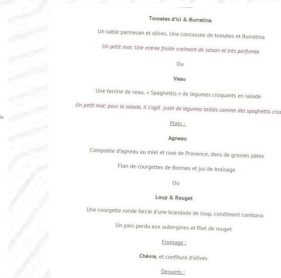 Tomates d'ici & Burratina
Un sablé parmesan et olives. Une concassée de tomates et Burratina
Un petit mot: Une entrée froide vraiment de saison et très parfumée
Ou
Veau
Une terrine de veau. « Spaghettis » de légumes croquants en salade
Un petit mot: pour la salade, il s'agit juste de légumes taillés comme des spaghettis
Plats :
Agneau
Compotée d'agneau au miel et rosé de Provence, dans de grosses pâtes
Flan de courgettes de Bormes et jus de braisage
Ou
Loup & Rouget
Une courgette ronde farcie d'une brandade de loup, condiment combava
Un pain perdu aux aubergines et filet de rouget
Fromage :
Chèvre, et confiture d'olives
Desserts :